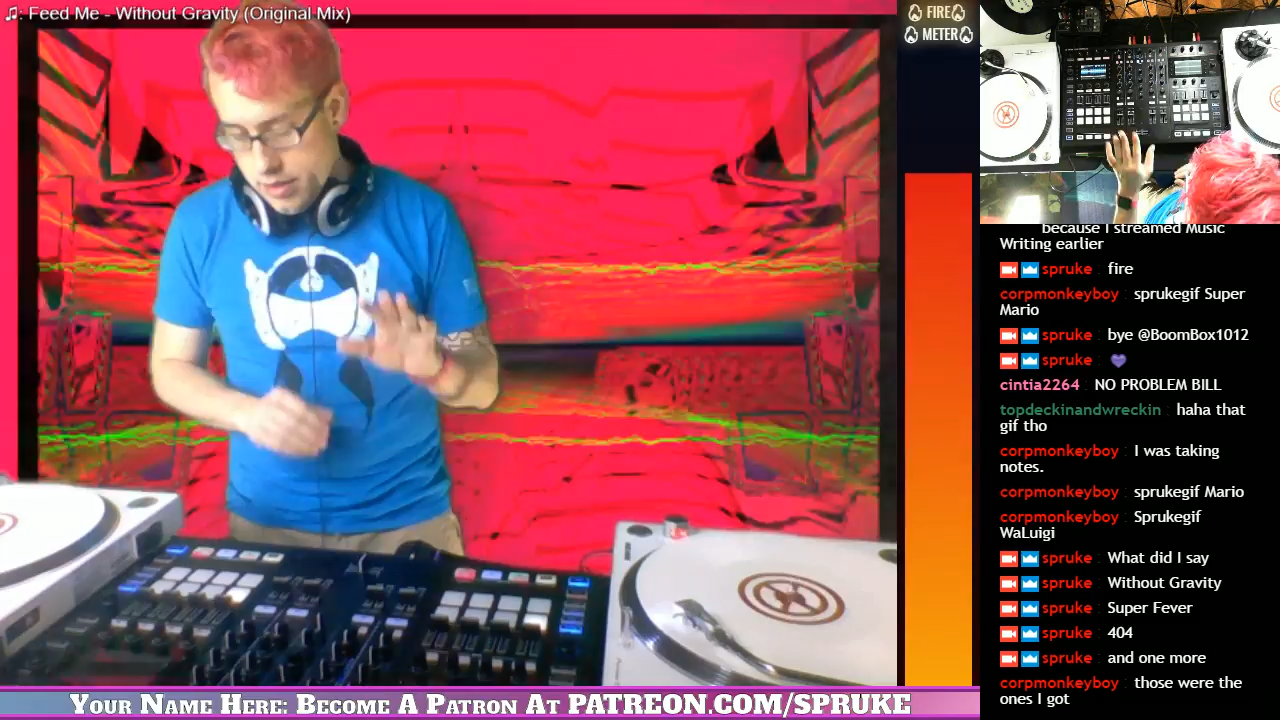 ♫: Feed Me - Without Gravity (Original Mix)
FIRE
METER
because I streamed Music
Writing earlier
spruke : fire
corpmonkeyboy : sprukegif Super
Mario
spruke : bye @BoomBox1012
spruke : 💜
cintia2264 : NO PROBLEM BILL
topdeckinandwreckin : haha that
gif tho
corpmonkeyboy : I was taking
notes.
corpmonkeyboy : sprukegif Mario
corpmonkeyboy : Sprukegif
WaLuigi
spruke : What did I say
spruke : Without Gravity
spruke : Super Fever
spruke : 404
spruke : and one more
corpmonkeyboy : those were the
ones I got
YOUR NAME HERE: BECOME A PATRON AT PATREON.COM/SPRUKE